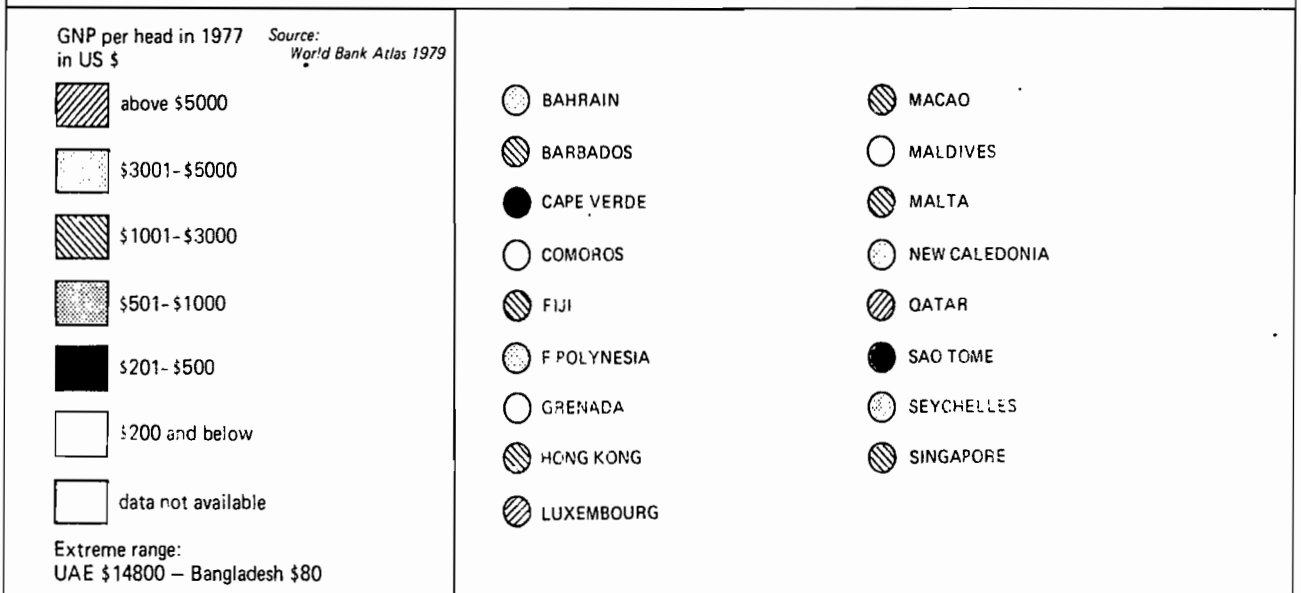 GNP per head in 1977 Source:
in US $ World Bank Atlas 1979
above $5000
$3001-$5000
$1001-$3000
$501-$1000
$201-$500
$200 and below
data not available
Extreme range:
UAE $14800 — Bangladesh $80
BAHRAIN
BARBADOS
CAPE VERDE
COMOROS
FIJI
F POLYNESIA
GRENADA
HONG KONG
LUXEMBOURG
MACAO
MALDIVES
MALTA
NEW CALEDONIA
QATAR
SAO TOME
SEYCHELLES
SINGAPORE